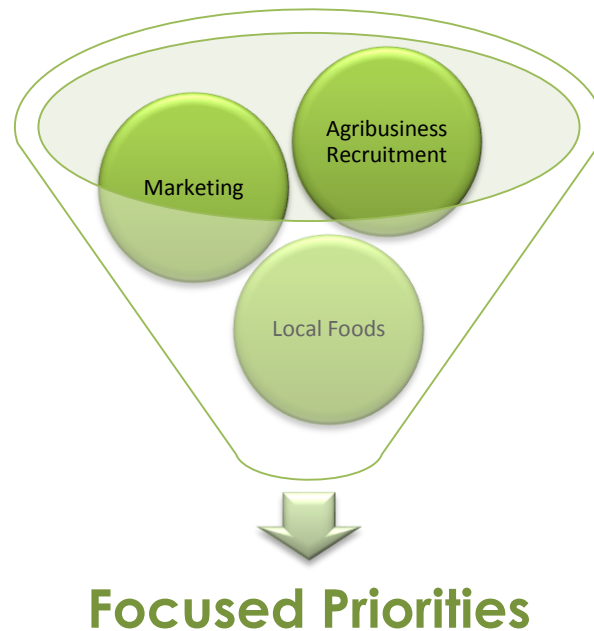 Agribusiness
Recruitment
Marketing
Local Foods
Focused Priorities